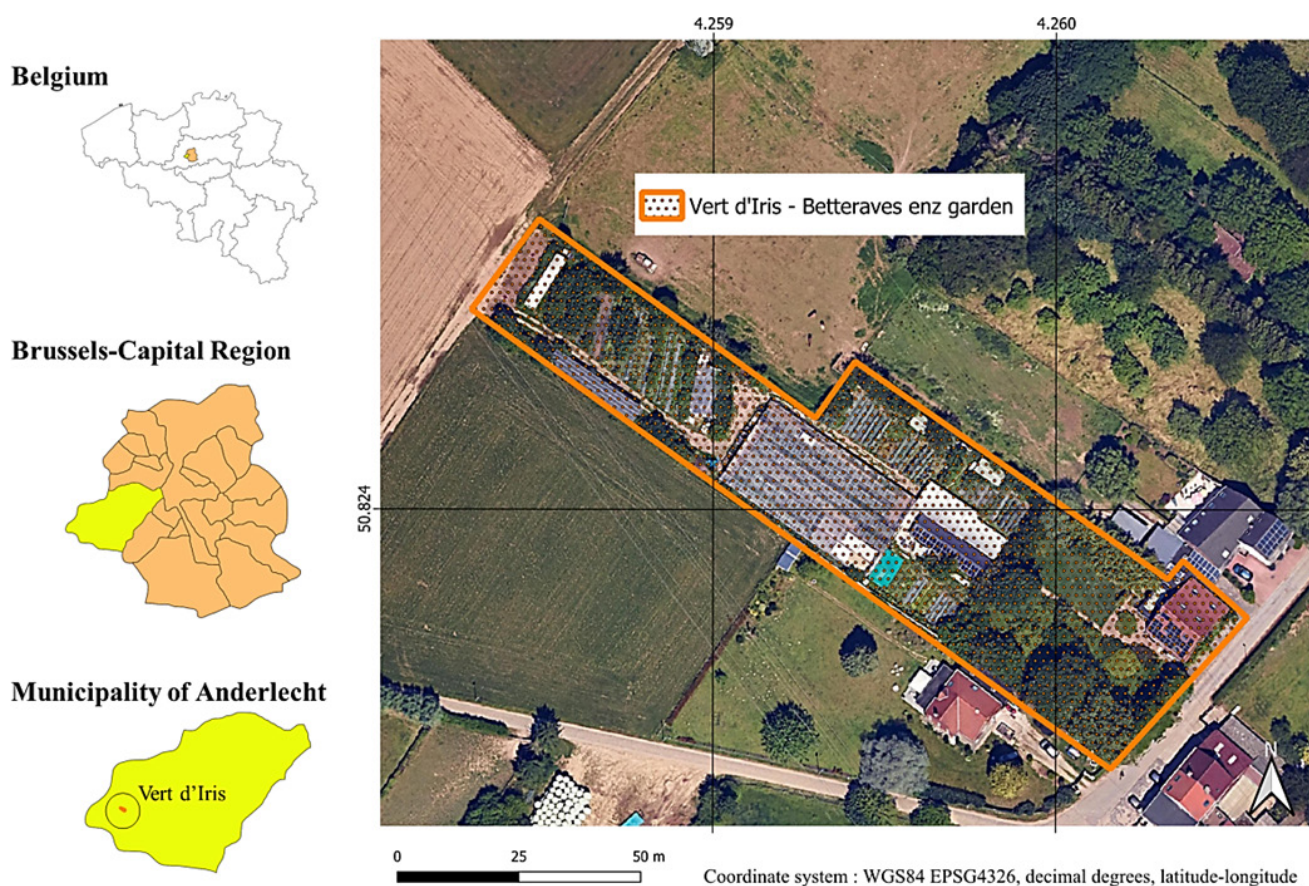 Belgium
Brussels-Capital Region
Municipality of Anderlecht
Vert d'Iris
4.259
4.260
Vert d'Iris - Betteraves enz garden
50.824
N
0
25
50 m
Coordinate system : WGS84 EPSG4326, decimal degrees, latitude-longitude